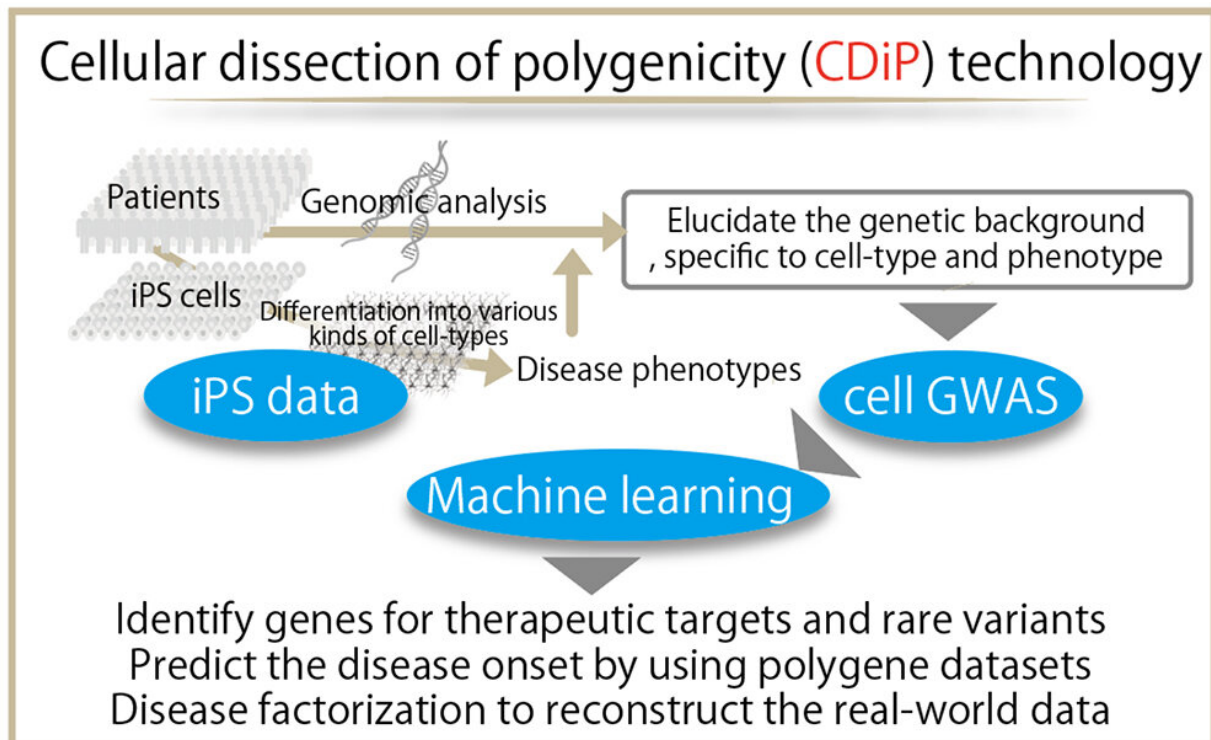 Cellular dissection of polygenicity (CDiP) technology
Patients
Genomic analysis
Elucidate the genetic background
, specific to cell-type and phenotype
iPS cells
Differentiation into various
kinds of cell-types
Disease phenotypes
iPS data
cell GWAS
Machine learning
Identify genes for therapeutic targets and rare variants
Predict the disease onset by using polygene datasets
Disease factorization to reconstruct the real-world data